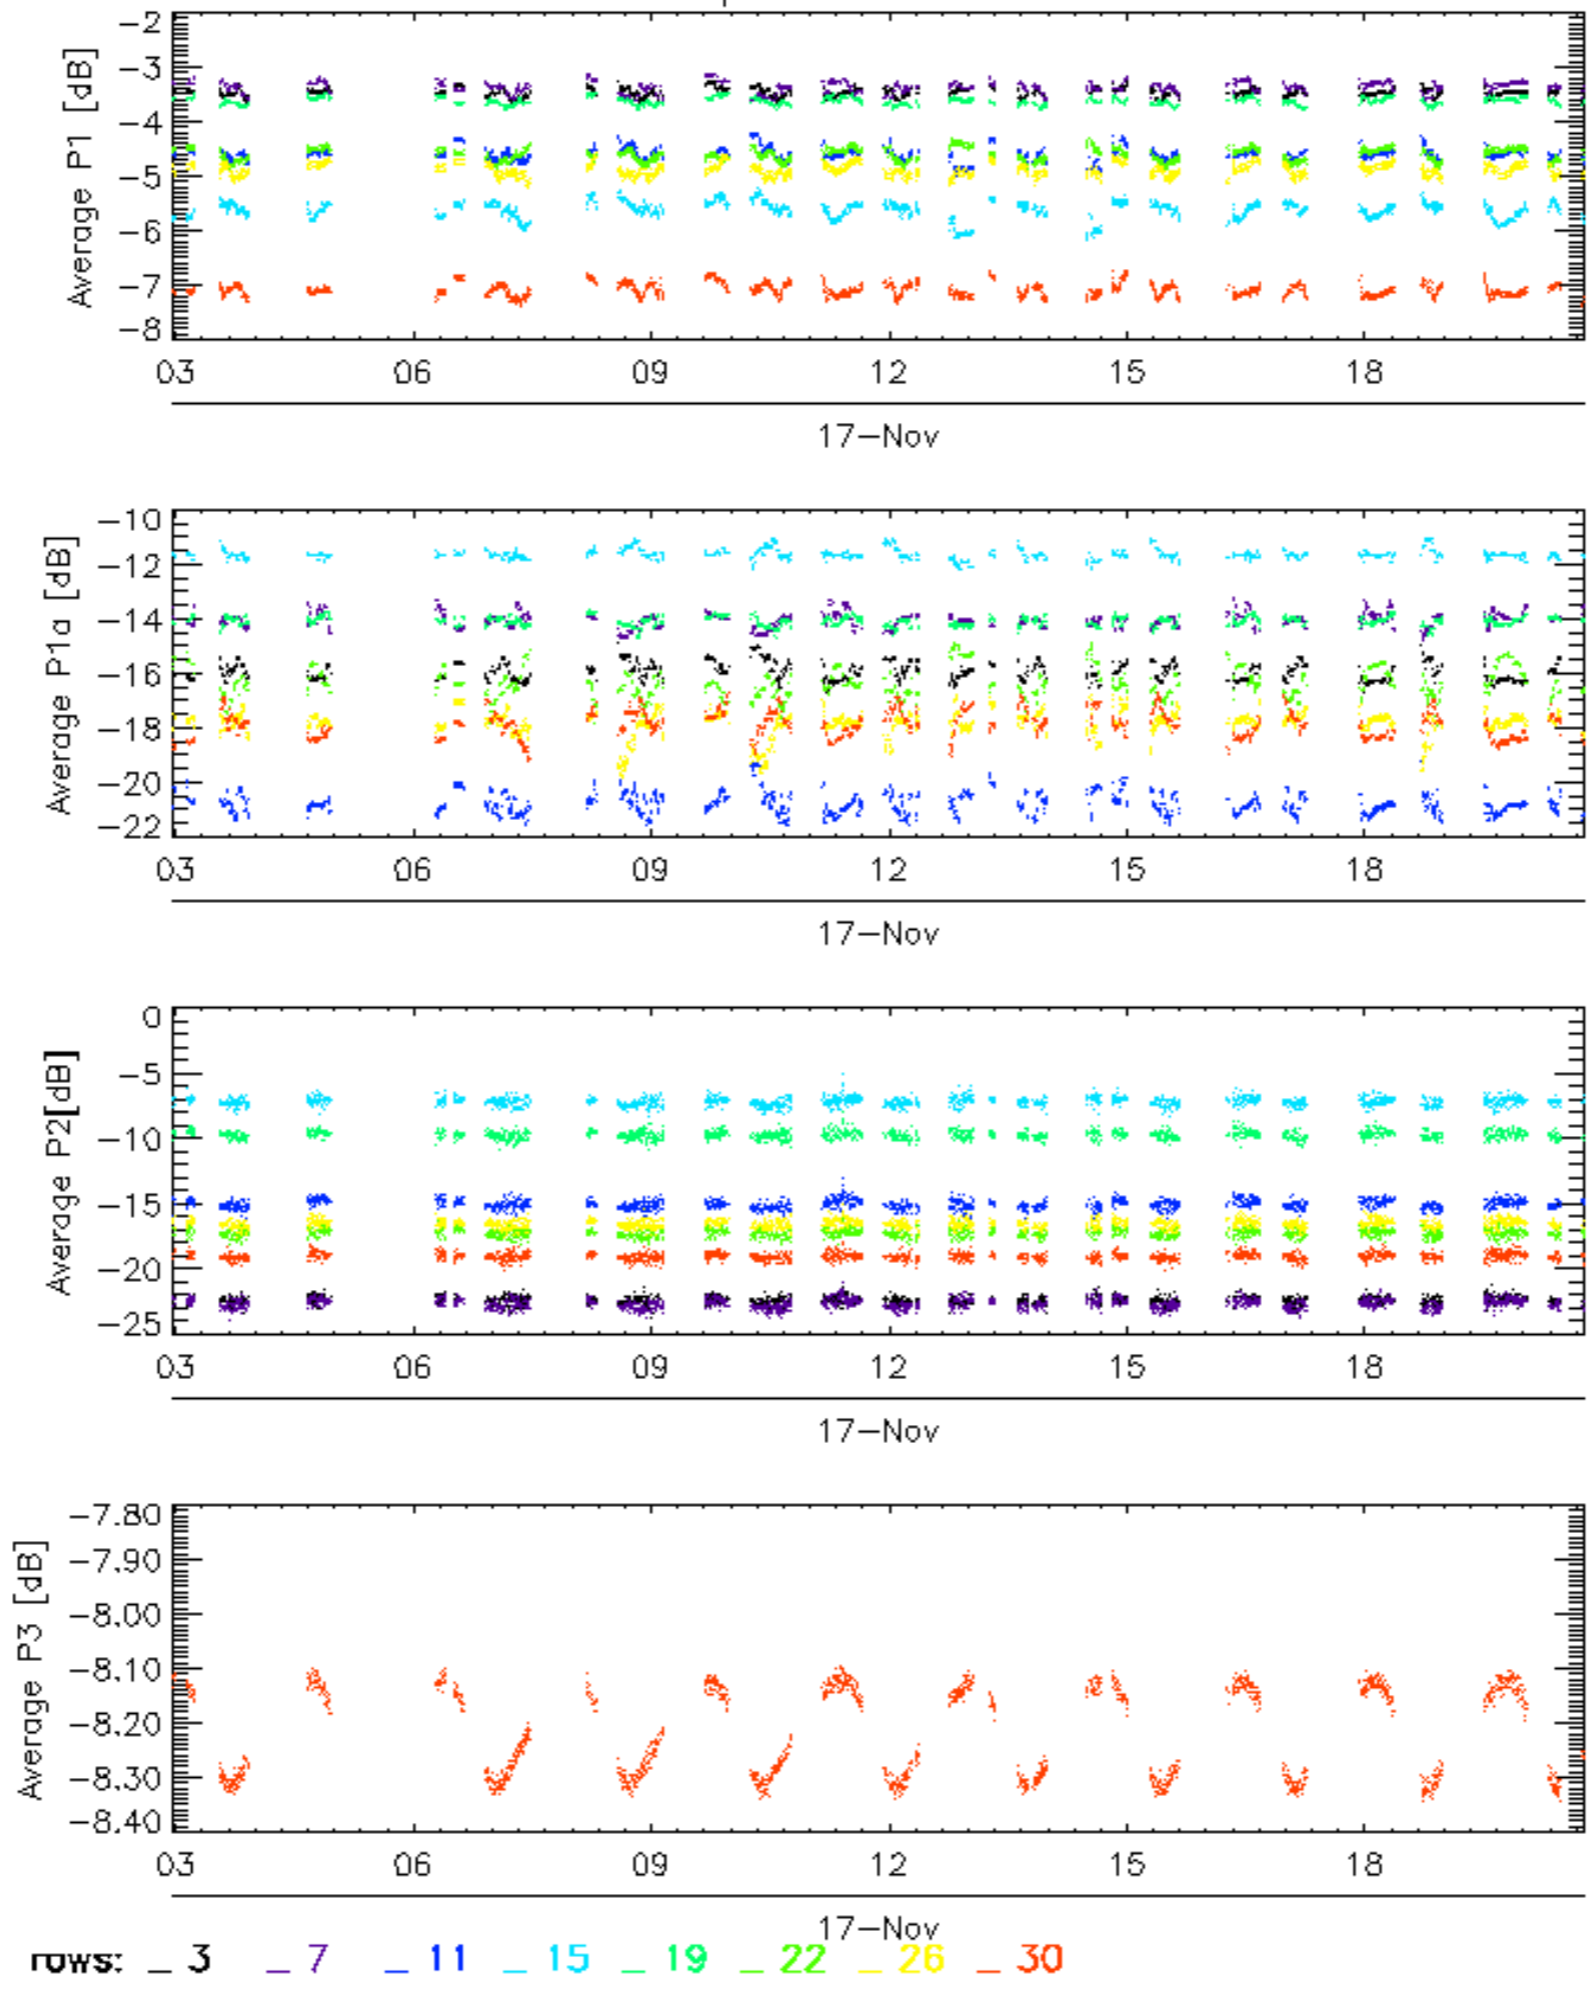 Average P1 [dB]
−2
−3
−4
−5
−6
−7
−8
03 06 09 12 15 18
17−Nov
Average P1a [dB]
−10
−12
−14
−16
−18
−20
−22
03 06 09 12 15 18
17−Nov
Average P2[dB]
0
−5
−10
−15
−20
−25
03 06 09 12 15 18
17−Nov
Average P3 [dB]
−7.80
−7.90
−8.00
−8.10
−8.20
−8.30
−8.40
03 06 09 12 15 18
17−Nov
rows: _ 3 _ 7 _ 11 _ 15 _ 19 _ 22 _ 26 _ 30